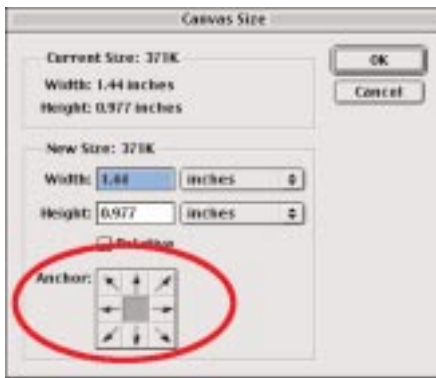 Canvas Size
Current Size: 371K
Width: 1.44 inches
Height: 0.977 inches
OK
Cancel
New Size: 371K
Width: 1.44 inches
Height: 0.977 inches
Relative
Anchor: